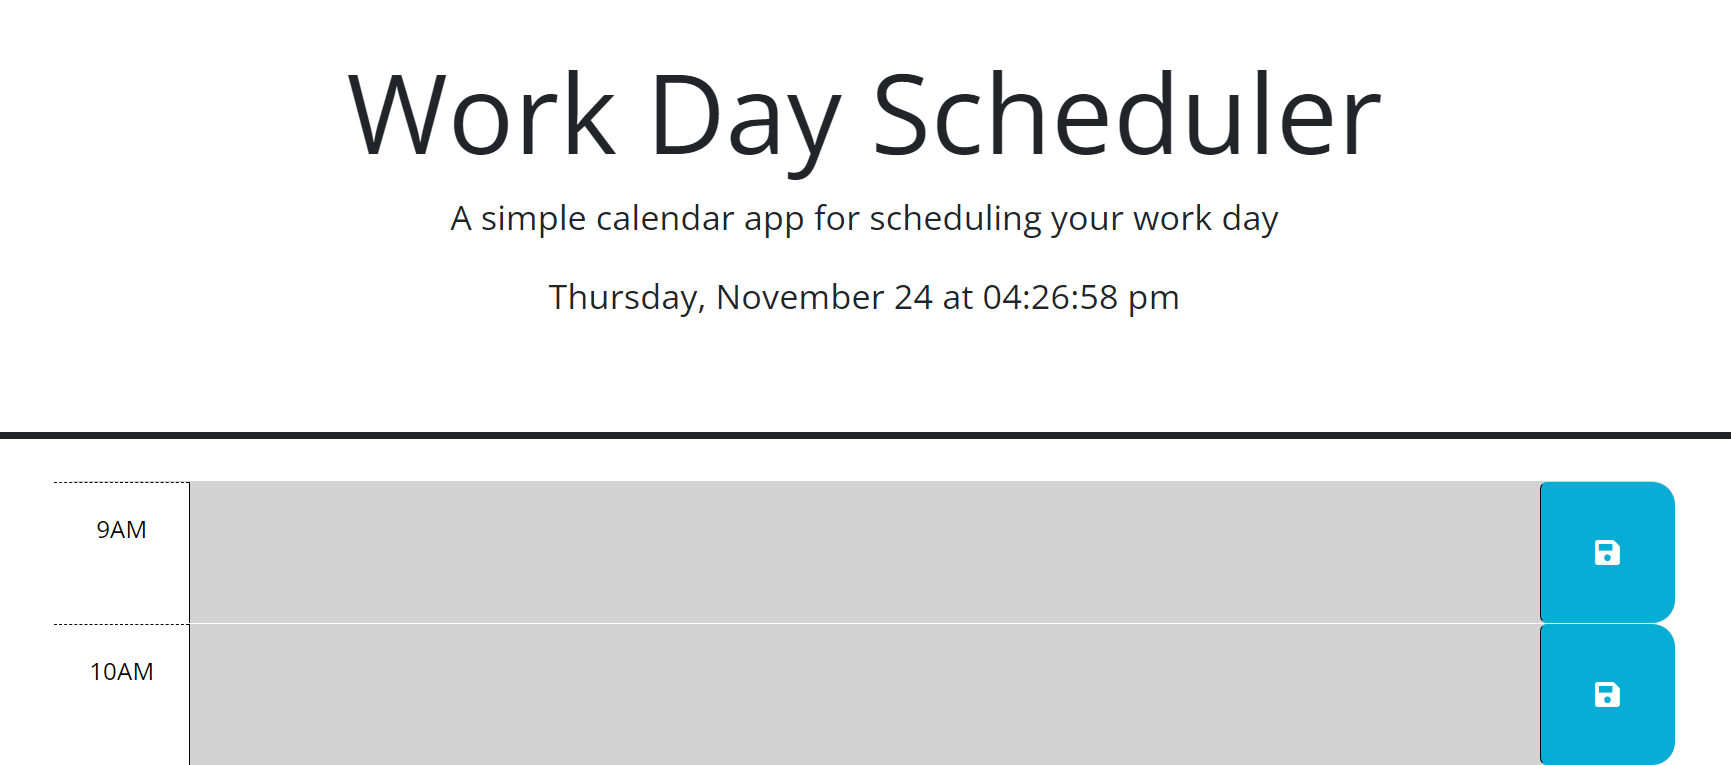 Work Day Scheduler
A simple calendar app for scheduling your work day
Thursday, November 24 at 04:26:58 pm
9AM
10AM